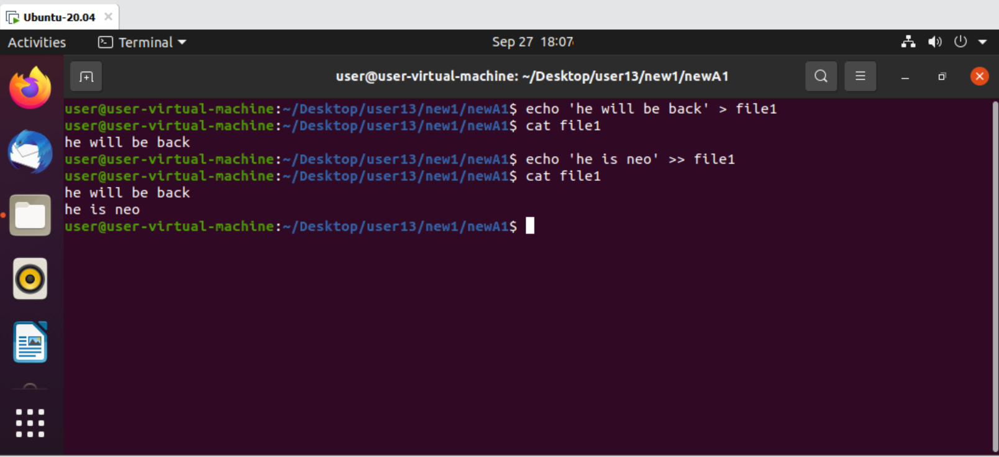 Ubuntu-20.04
Activities Terminal Sep 27 18:07
user@user-virtual-machine: ~/Desktop/user13/new1/newA1
user@user-virtual-machine:~/Desktop/user13/new1/newA1$ echo 'he will be back' > file1
user@user-virtual-machine:~/Desktop/user13/new1/newA1$ cat file1
he will be back
user@user-virtual-machine:~/Desktop/user13/new1/newA1$ echo 'he is neo' >> file1
user@user-virtual-machine:~/Desktop/user13/new1/newA1$ cat file1
he will be back
he is neo
user@user-virtual-machine:~/Desktop/user13/new1/newA1$